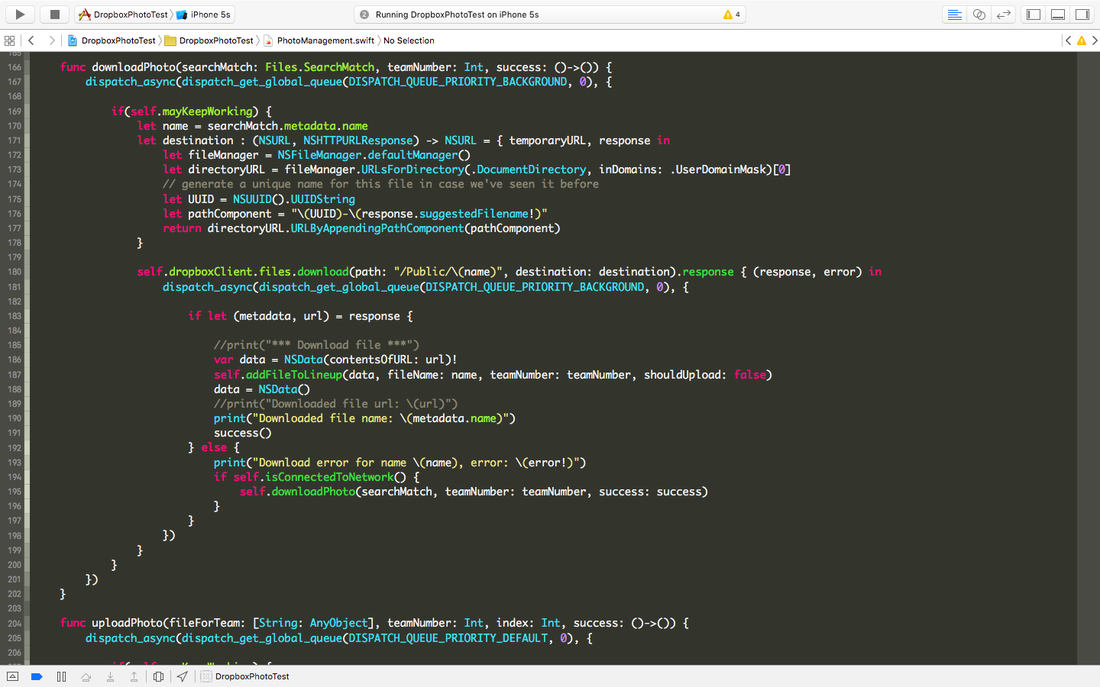 DropboxPhotoTest iPhone 5s
2 Running DropboxPhotoTest on iPhone 5s 4
DropboxPhotoTest DropboxPhotoTest PhotoManagement.swift No Selection
165
166 func downloadPhoto(searchMatch: Files.SearchMatch, teamNumber: Int, success: ()->()) {
167 dispatch_async(dispatch_get_global_queue(DISPATCH_QUEUE_PRIORITY_BACKGROUND, 0), {
168
169 if(self.mayKeepWorking) {
170 let name = searchMatch.metadata.name
171 let destination : (NSURL, NSHTTPURLResponse) -> NSURL = { temporaryURL, response in
172 let fileManager = NSFileManager.defaultManager()
173 let directoryURL = fileManager.URLsForDirectory(.DocumentDirectory, inDomains: .UserDomainMask)[0]
174 // generate a unique name for this file in case we've seen it before
175 let UUID = NSUUID().UUIDString
176 let pathComponent = "\(UUID)-\(response.suggestedFilename!)"
177 return directoryURL.URLByAppendingPathComponent(pathComponent)
178 }
179
180 self.dropboxClient.files.download(path: "/Public/\(name)", destination: destination).response { (response, error) in
181 dispatch_async(dispatch_get_global_queue(DISPATCH_QUEUE_PRIORITY_BACKGROUND, 0), {
182
183 if let (metadata, url) = response {
184
185 //print("*** Download file ***")
186 var data = NSData(contentsOfURL: url)!
187 self.addFileToLineup(data, fileName: name, teamNumber: teamNumber, shouldUpload: false)
188 data = NSData()
189 //print("Downloaded file url: \(url)")
190 print("Downloaded file name: \(metadata.name)")
191 success()
192 } else {
193 print("Download error for name \(name), error: \(error!)")
194 if self.isConnectedToNetwork() {
195 self.downloadPhoto(searchMatch, teamNumber: teamNumber, success: success)
196 }
197 }
198 })
199 }
200 }
201 })
202 }
203
204 func uploadPhoto(fileForTeam: [String: AnyObject], teamNumber: Int, index: Int, success: ()->()) {
205 dispatch_async(dispatch_get_global_queue(DISPATCH_QUEUE_PRIORITY_DEFAULT, 0), {
206
DropboxPhotoTest